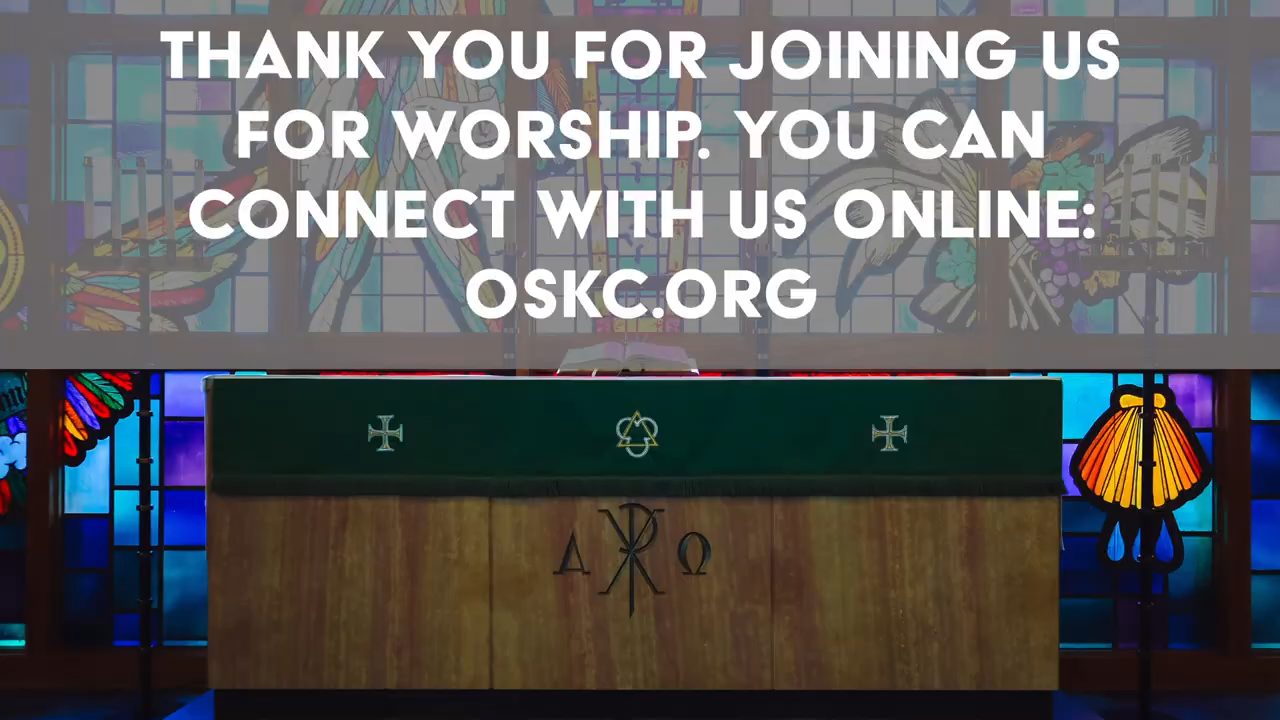 THANK YOU FOR JOINING US
FOR WORSHIP. YOU CAN
CONNECT WITH US ONLINE:
OSKC.ORG
Α ☧ Ω